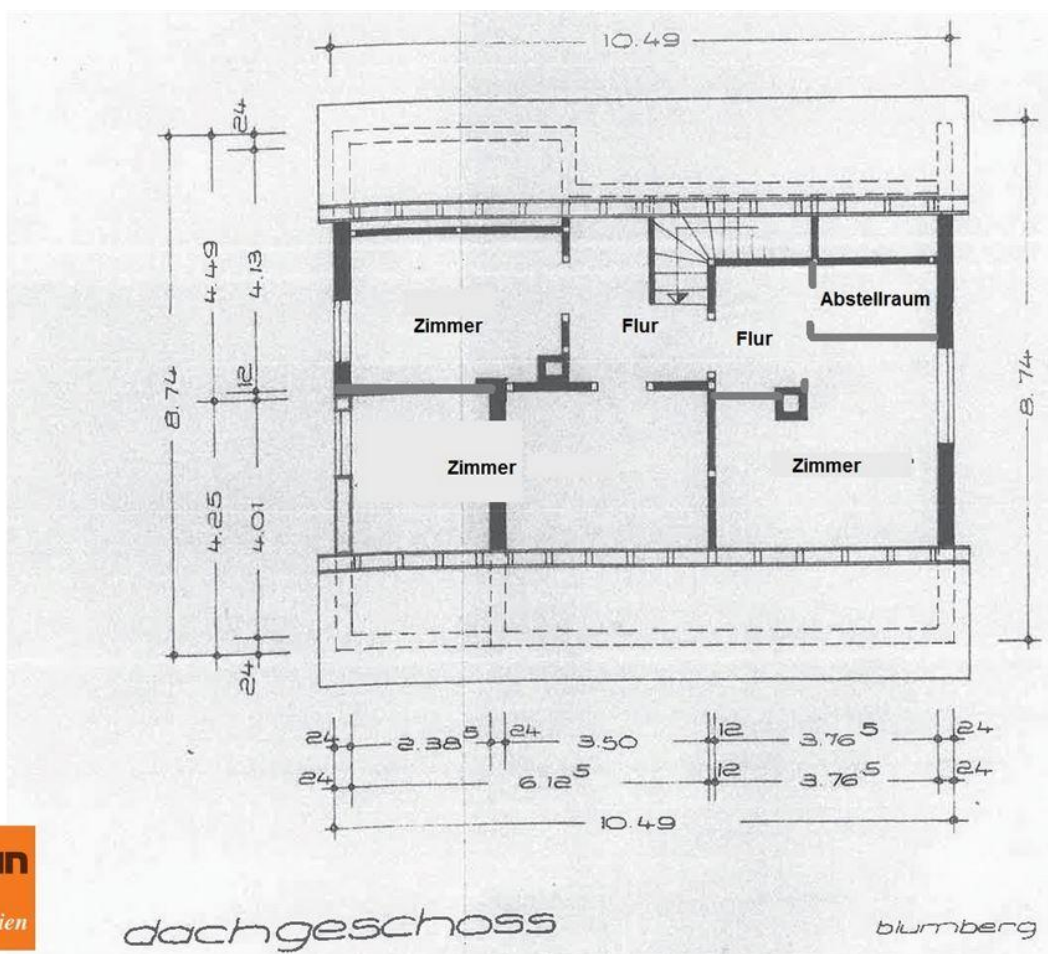 10.49
24
4.49
4.13
8.74
12
4.25
4.01
24
8.74
Zimmer
Flur
Flur
Abstellraum
Zimmer
Zimmer
24
2.38⁵
24
3.50
12
3.76⁵
24
24
6.12⁵
12
3.76⁵
24
10.49
ien
dachgeschoss
blumberg